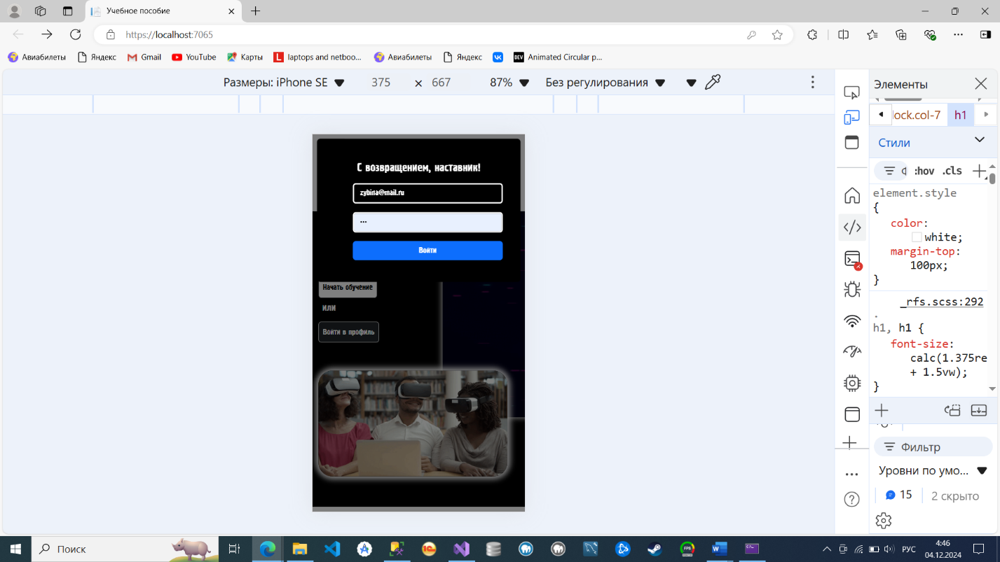 Учебное пособие
https://localhost:7065
Авиабилеты
Яндекс
Gmail
YouTube
Карты
laptops and netboo...
Авиабилеты
Яндекс
DEV
Animated Circular p...
Размеры: iPhone SE
375 × 667
87%
Без регулирования
С возвращением, наставник!
zybina@mail.ru
Войти
Начать обучение
или
Войти в профиль
Элементы
lock.col-7
h1
Стили
:hov .cls
element.style
{
color:
white;
margin-top:
100px;
}
_rfs.scss:292
.
h1, h1 {
font-size:
calc(1.375re
+ 1.5vw);
}
Фильтр
Уровни по умо...
15
2 скрыто
Поиск
РУС
4:46
04.12.2024